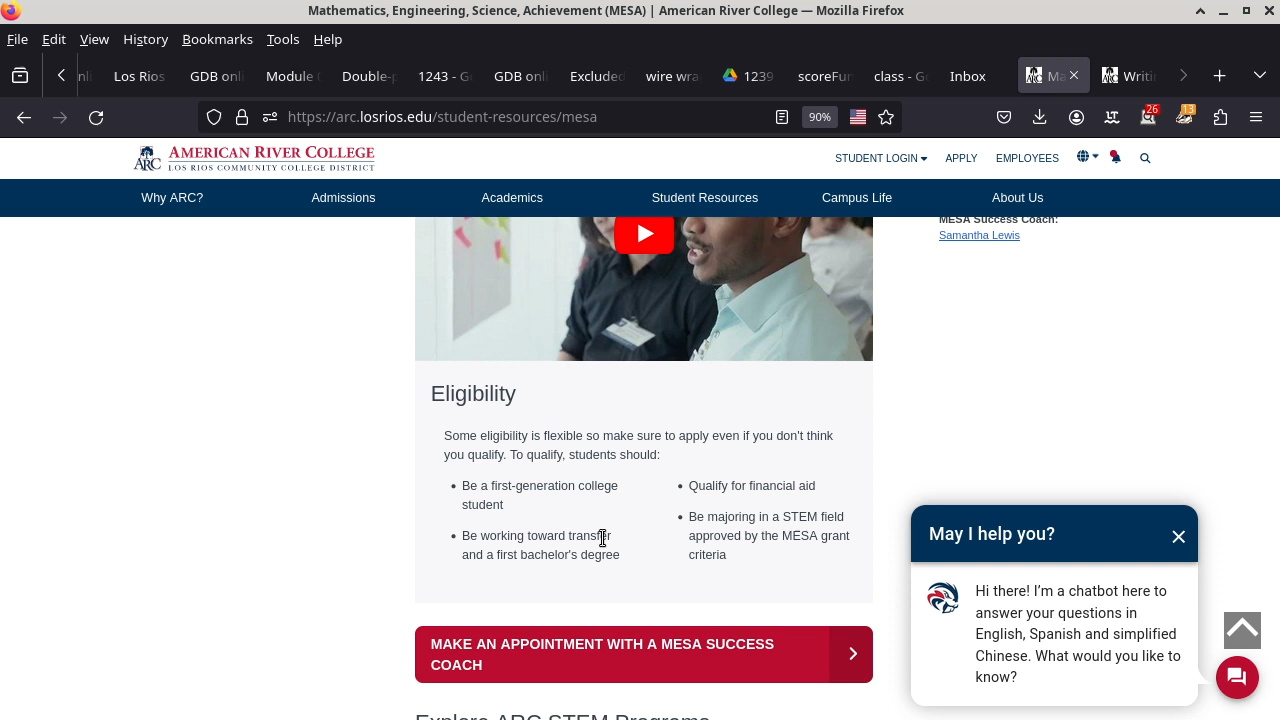 Mathematics, Engineering, Science, Achievement (MESA) | American River College — Mozilla Firefox
File Edit View History Bookmarks Tools Help
Los Rios GDB onl Module Double-p 1243 - G GDB onl Excluded wire wra 1239 scoreFun class - G Inbox Ma Writi
https://arc.losrios.edu/student-resources/mesa 90% 26 13
ARC AMERICAN RIVER COLLEGE
LOS RIOS COMMUNITY COLLEGE DISTRICT
STUDENT LOGIN APPLY EMPLOYEES
Why ARC? Admissions Academics Student Resources Campus Life About Us
MESA Success Coach:
Samantha Lewis
Eligibility
Some eligibility is flexible so make sure to apply even if you don't think
you qualify. To qualify, students should:
• Be a first-generation college
student
• Be working toward transfer
and a first bachelor's degree
• Qualify for financial aid
• Be majoring in a STEM field
approved by the MESA grant
criteria
MAKE AN APPOINTMENT WITH A MESA SUCCESS
COACH
Explore ARC STEM Programs
May I help you?
Hi there! I’m a chatbot here to
answer your questions in
English, Spanish and simplified
Chinese. What would you like to
know?